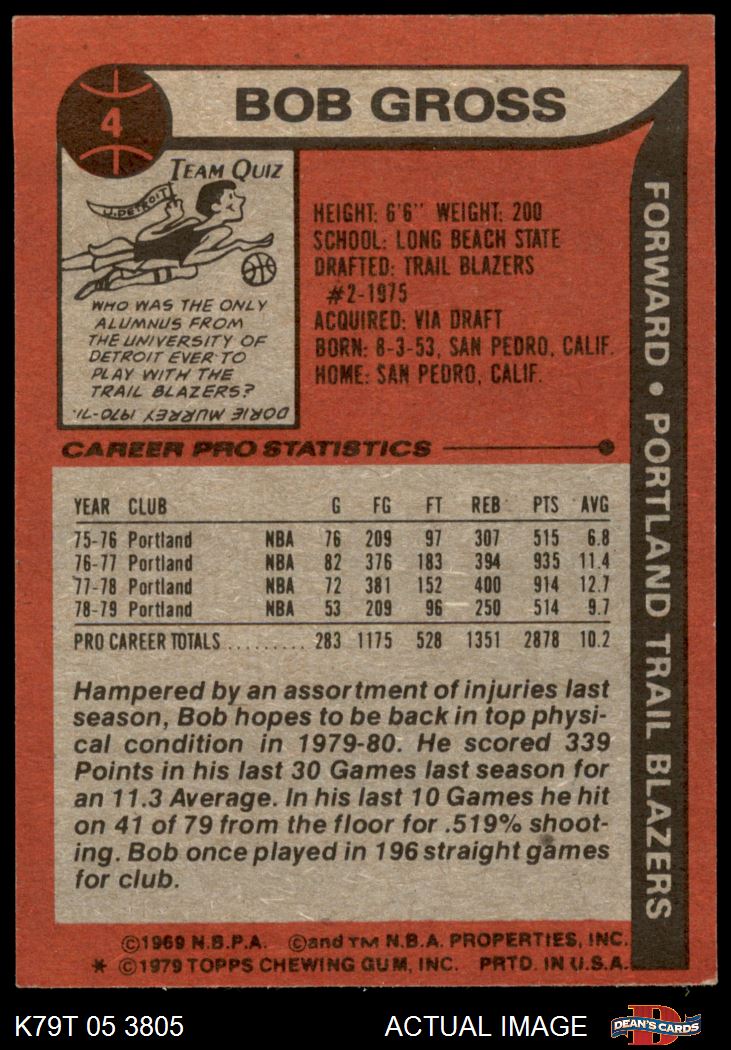 4
BOB GROSS
TEAM QUIZ
U. DETROIT
WHO WAS THE ONLY
ALUMNUS FROM
THE UNIVERSITY OF
DETROIT EVER TO
PLAY WITH THE
TRAIL BLAZERS?
DORIE MURREY 1970-71.
HEIGHT: 6'6" WEIGHT: 200
SCHOOL: LONG BEACH STATE
DRAFTED: TRAIL BLAZERS
#2-1975
ACQUIRED: VIA DRAFT
BORN: 8-3-53, SAN PEDRO, CALIF.
HOME: SAN PEDRO, CALIF.
FORWARD • PORTLAND TRAIL BLAZERS
CAREER PRO STATISTICS
YEAR CLUB G FG FT REB PTS AVG
75-76 Portland NBA 76 209 97 307 515 6.8
76-77 Portland NBA 82 376 183 394 935 11.4
77-78 Portland NBA 72 381 152 400 914 12.7
78-79 Portland NBA 53 209 96 250 514 9.7
PRO CAREER TOTALS ......... 283 1175 528 1351 2878 10.2
Hampered by an assortment of injuries last
season, Bob hopes to be back in top physi-
cal condition in 1979-80. He scored 339
Points in his last 30 Games last season for
an 11.3 Average. In his last 10 Games he hit
on 41 of 79 from the floor for .519% shoot-
ing. Bob once played in 196 straight games
for club.
©1969 N.B.P.A. ©and TM N.B.A. PROPERTIES, INC.
* ©1979 TOPPS CHEWING GUM, INC. PRTD. IN U.S.A.
K79T 05 3805 ACTUAL IMAGE
D
DEAN'S CARDS